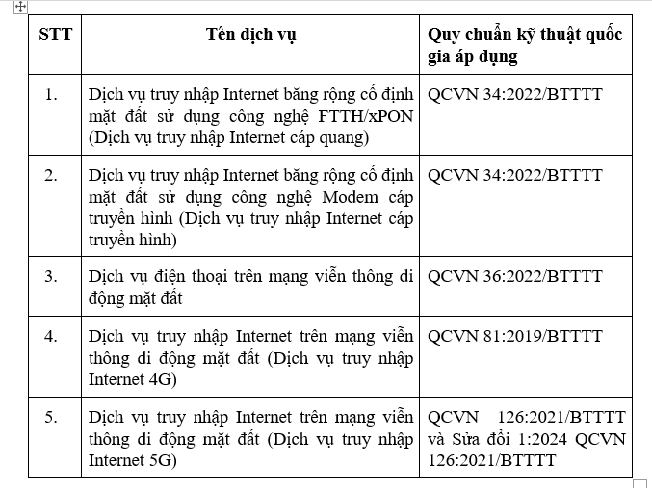 STT
Tên dịch vụ
Quy chuẩn kỹ thuật quốc
gia áp dụng
1.
Dịch vụ truy nhập Internet băng rộng cố định
mặt đất sử dụng công nghệ FTTH/xPON
(Dịch vụ truy nhập Internet cáp quang)
QCVN 34:2022/BTTTT
2.
Dịch vụ truy nhập Internet băng rộng cố định
mặt đất sử dụng công nghệ Modem cáp
truyền hình (Dịch vụ truy nhập Internet cáp
truyền hình)
QCVN 34:2022/BTTTT
3.
Dịch vụ điện thoại trên mạng viễn thông di
động mặt đất
QCVN 36:2022/BTTTT
4.
Dịch vụ truy nhập Internet trên mạng viễn
thông di động mặt đất (Dịch vụ truy nhập
Internet 4G)
QCVN 81:2019/BTTTT
5.
Dịch vụ truy nhập Internet trên mạng viễn
thông di động mặt đất (Dịch vụ truy nhập
Internet 5G)
QCVN 126:2021/BTTTT
và Sửa đổi 1:2024 QCVN
126:2021/BTTTT